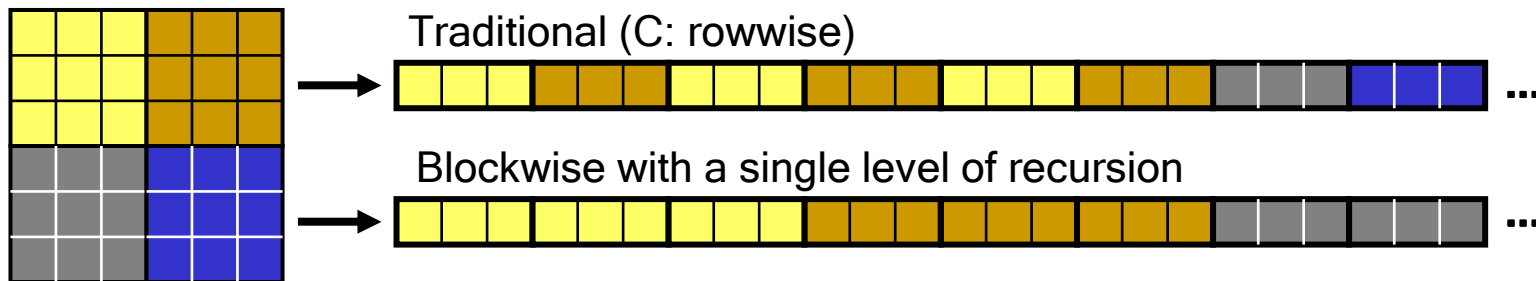 Traditional (C: rowwise)
...
Blockwise with a single level of recursion
...